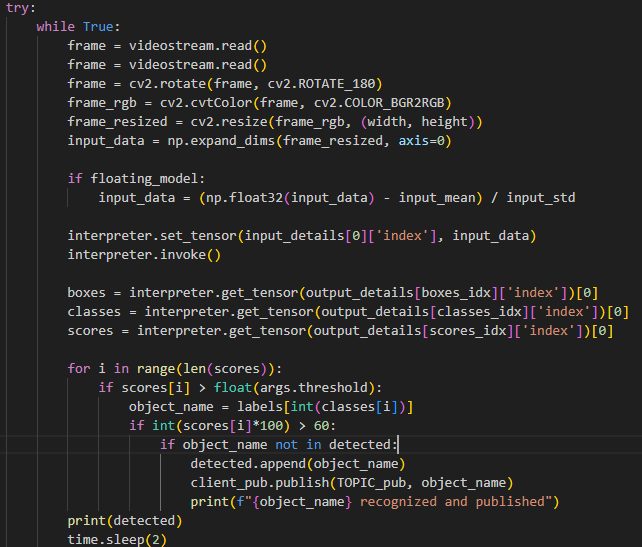 try:
    while True:
        frame = videostream.read()
        frame = videostream.read()
        frame = cv2.rotate(frame, cv2.ROTATE_180)
        frame_rgb = cv2.cvtColor(frame, cv2.COLOR_BGR2RGB)
        frame_resized = cv2.resize(frame_rgb, (width, height))
        input_data = np.expand_dims(frame_resized, axis=0)

        if floating_model:
            input_data = (np.float32(input_data) - input_mean) / input_std

        interpreter.set_tensor(input_details[0]['index'], input_data)
        interpreter.invoke()

        boxes = interpreter.get_tensor(output_details[boxes_idx]['index'])[0]
        classes = interpreter.get_tensor(output_details[classes_idx]['index'])[0]
        scores = interpreter.get_tensor(output_details[scores_idx]['index'])[0]

        for i in range(len(scores)):
            if scores[i] > float(args.threshold):
                object_name = labels[int(classes[i])]
                if int(scores[i]*100) > 60:
                    if object_name not in detected:
                        detected.append(object_name)
                        client_pub.publish(TOPIC_pub, object_name)
                        print(f"{object_name} recognized and published")
        print(detected)
        time.sleep(2)